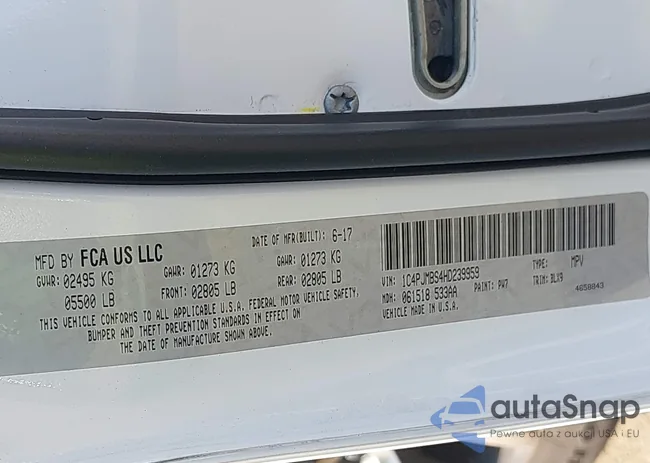 MFD BY FCA US LLC
DATE OF MFR(BUILT): 6-17
GVWR: 02495 KG GAWR: 01273 KG GAWR: 01273 KG
05500 LB FRONT: 02805 LB REAR: 02805 LB
THIS VEHICLE CONFORMS TO ALL APPLICABLE U.S.A. FEDERAL MOTOR VEHICLE SAFETY,
BUMPER AND THEFT PREVENTION STANDARDS IN EFFECT ON
THE DATE OF MANUFACTURE SHOWN ABOVE.
VIN: 1C4PJMBS4HD239959 TYPE: MPV
MDH: 061518 533AA PAINT: PW7 TRIM: BLX9
VEHICLE MADE IN U.S.A. 4658843
autaSnap
Pewne auta z aukcji USA i EU